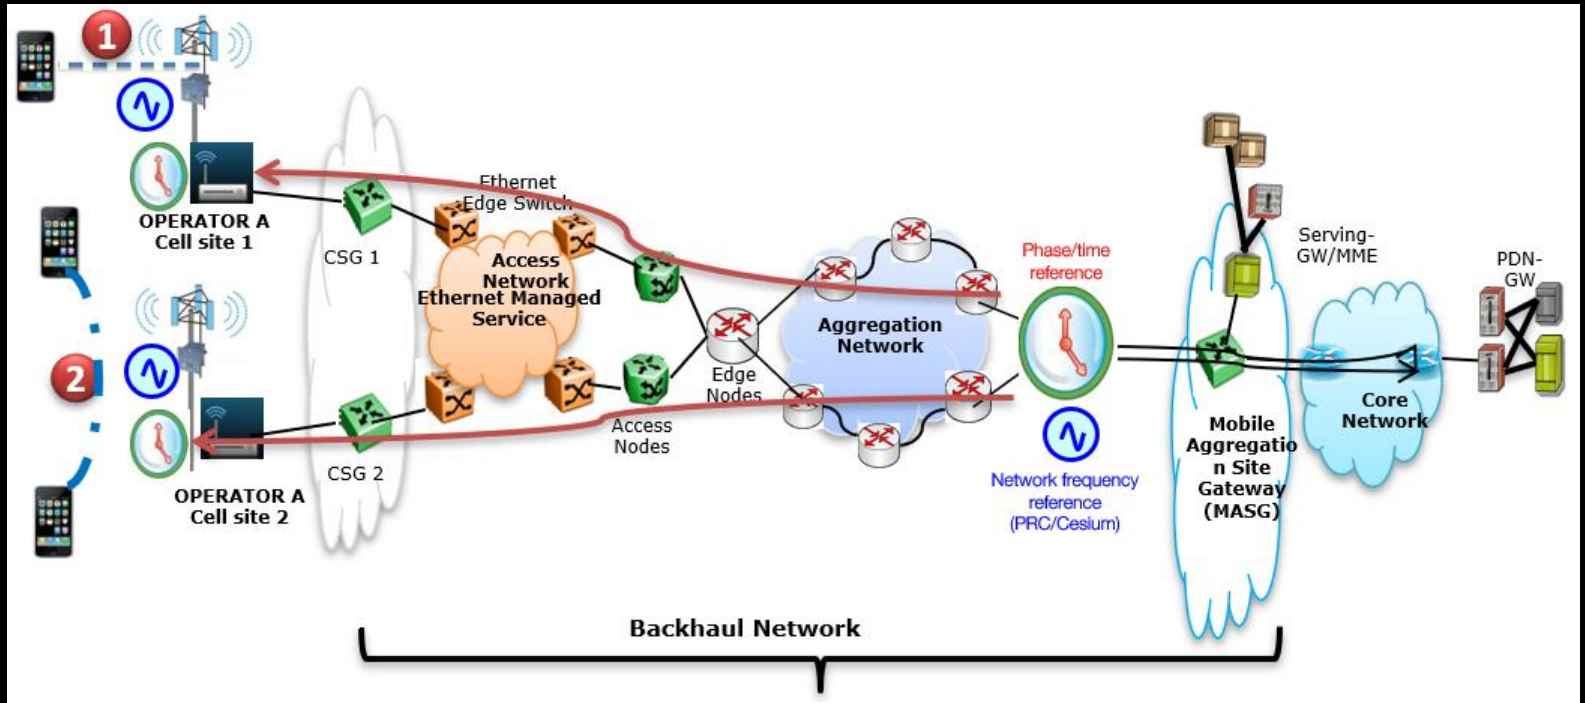 1
OPERATOR A
Cell site 1
CSG 1
Ethernet
Edge Switch
Access
Network
Ethernet Managed
Service
2
OPERATOR A
Cell site 2
CSG 2
Access
Nodes
Edge
Nodes
Aggregation
Network
Phase/time
reference
Network frequency
reference
(PRC/Cesium)
Serving-
GW/MME
PDN-
GW
Mobile
Aggregatio
n Site
Gateway
(MASG)
Core
Network
Backhaul Network